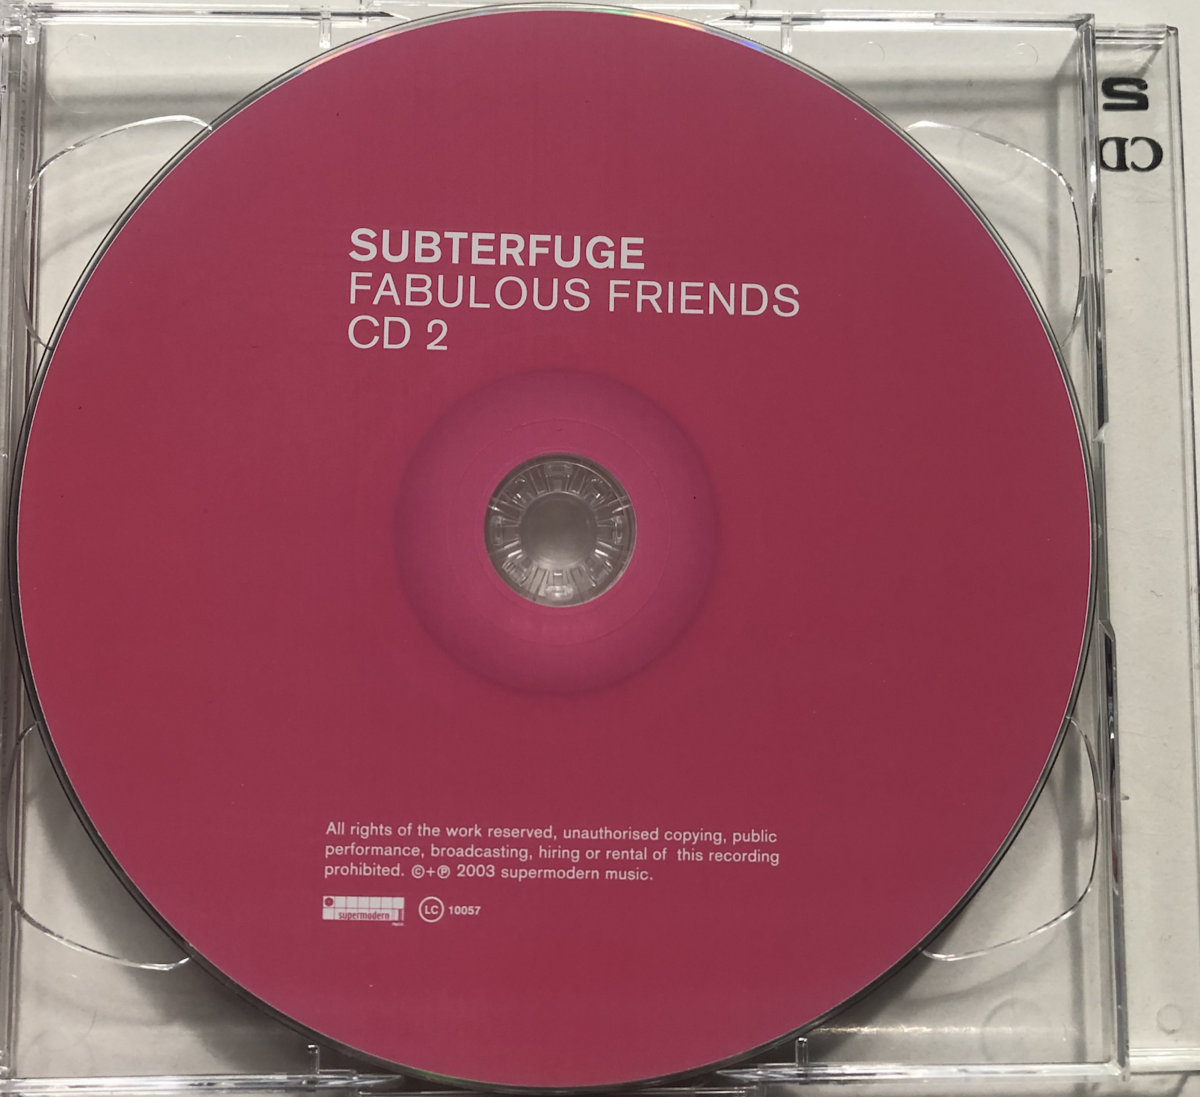 SUBTERFUGE
FABULOUS FRIENDS
CD 2
All rights of the work reserved, unauthorised copying, public
performance, broadcasting, hiring or rental of this recording
prohibited. ©+℗ 2003 supermodern music.
supermodern
LC 10057
2
CD